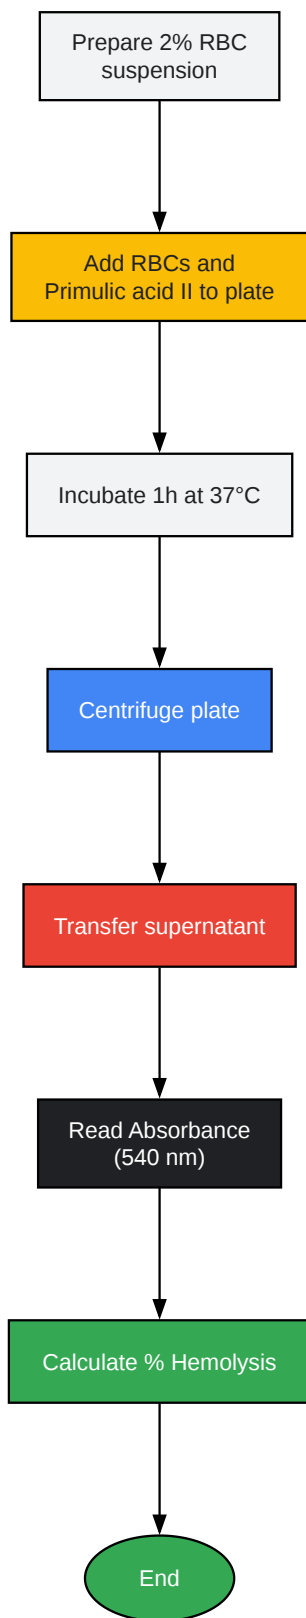 Prepare 2% RBC
suspension
Add RBCs and
Primulic acid II to plate
Incubate 1h at 37°C
Centrifuge plate
Transfer supernatant
Read Absorbance
(540 nm)
Calculate % Hemolysis
End